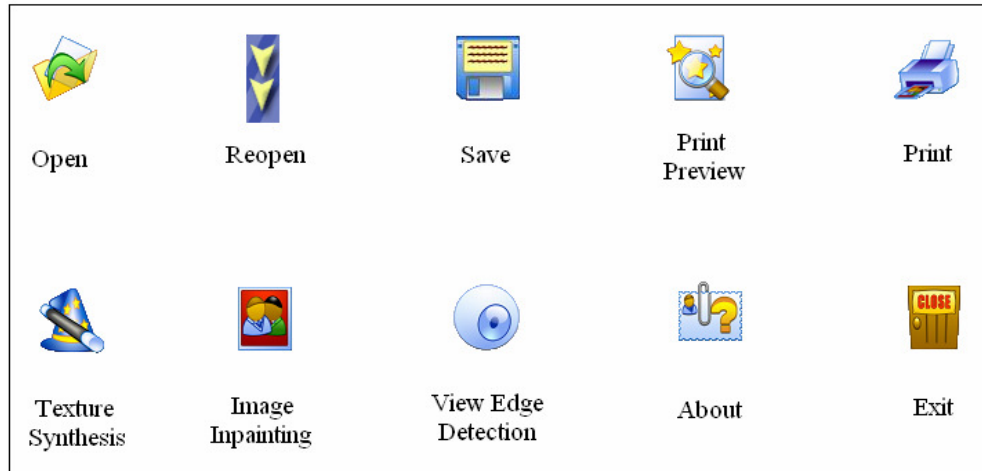 Open
Reopen
Save
Print
Preview
Print
CLOSE
Texture
Synthesis
Image
Inpainting
View Edge
Detection
About
?
Exit